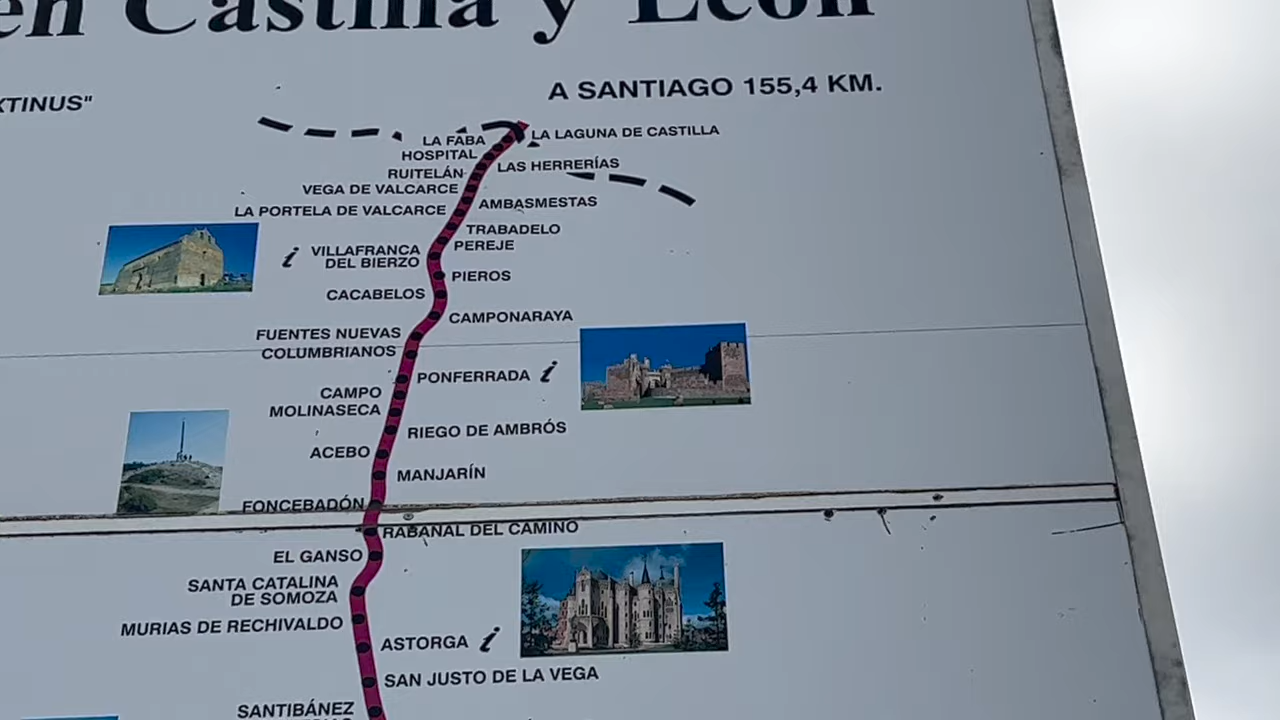 en Castilla y León
XTINUS"
A SANTIAGO 155,4 KM.
LA FABA
LA LAGUNA DE CASTILLA
HOSPITAL
LAS HERRERÍAS
RUITELÁN
VEGA DE VALCARCE
LA PORTELA DE VALCARCE
AMBASMESTAS
TRABADELO
PEREJE
i VILLAFRANCA
DEL BIERZO
PIEROS
CACABELOS
CAMPONARAYA
FUENTES NUEVAS
COLUMBRIANOS
PONFERRADA i
CAMPO
MOLINASECA
RIEGO DE AMBRÓS
ACEBO
MANJARÍN
FONCEBADÓN
RABANAL DEL CAMINO
EL GANSO
SANTA CATALINA
DE SOMOZA
MURIAS DE RECHIVALDO
ASTORGA i
SAN JUSTO DE LA VEGA
SANTIBÁNEZ